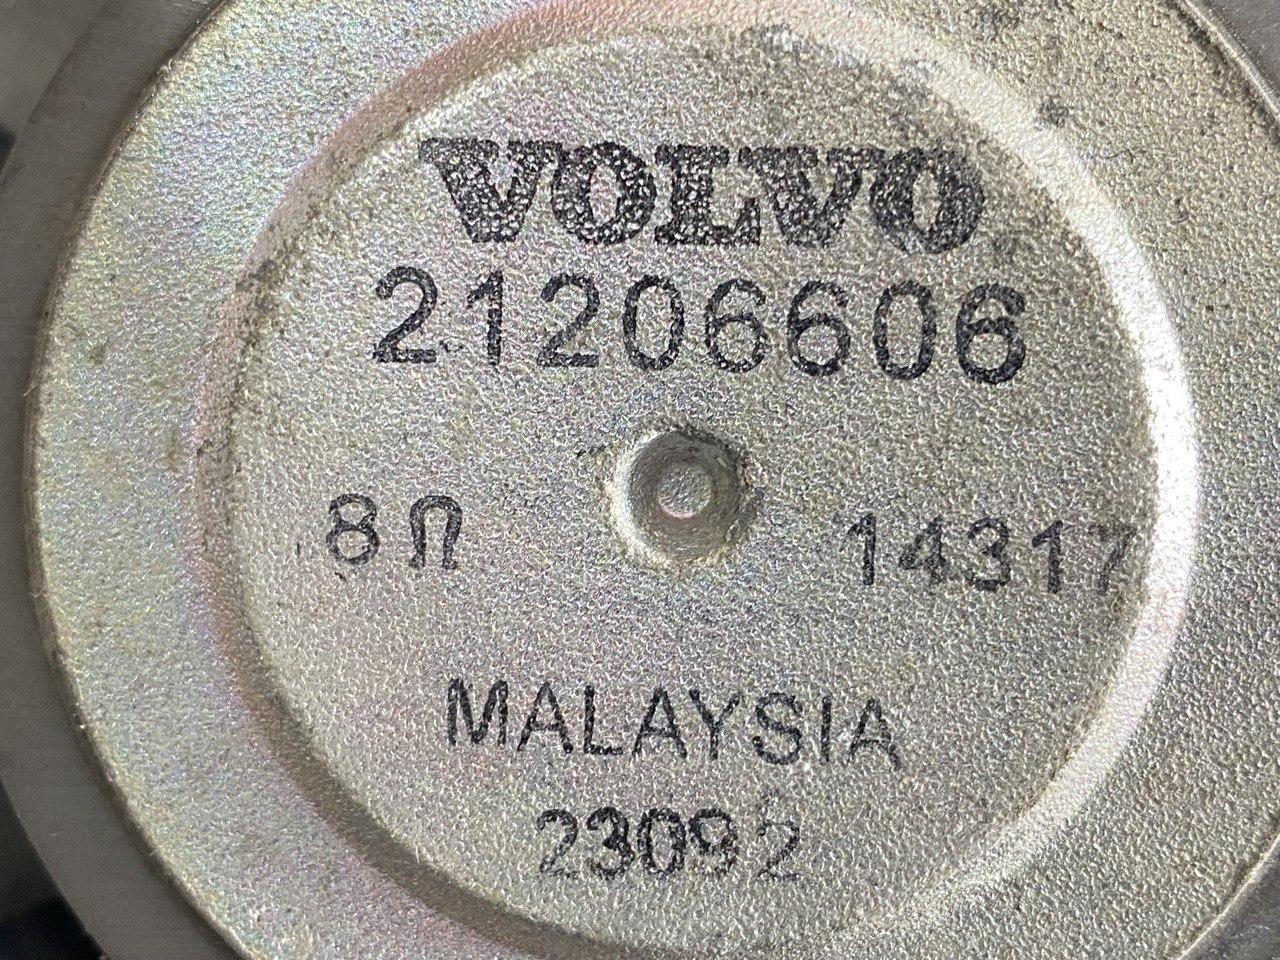 VOLVO
21206606
8 Ω 14317
MALAYSIA
23092